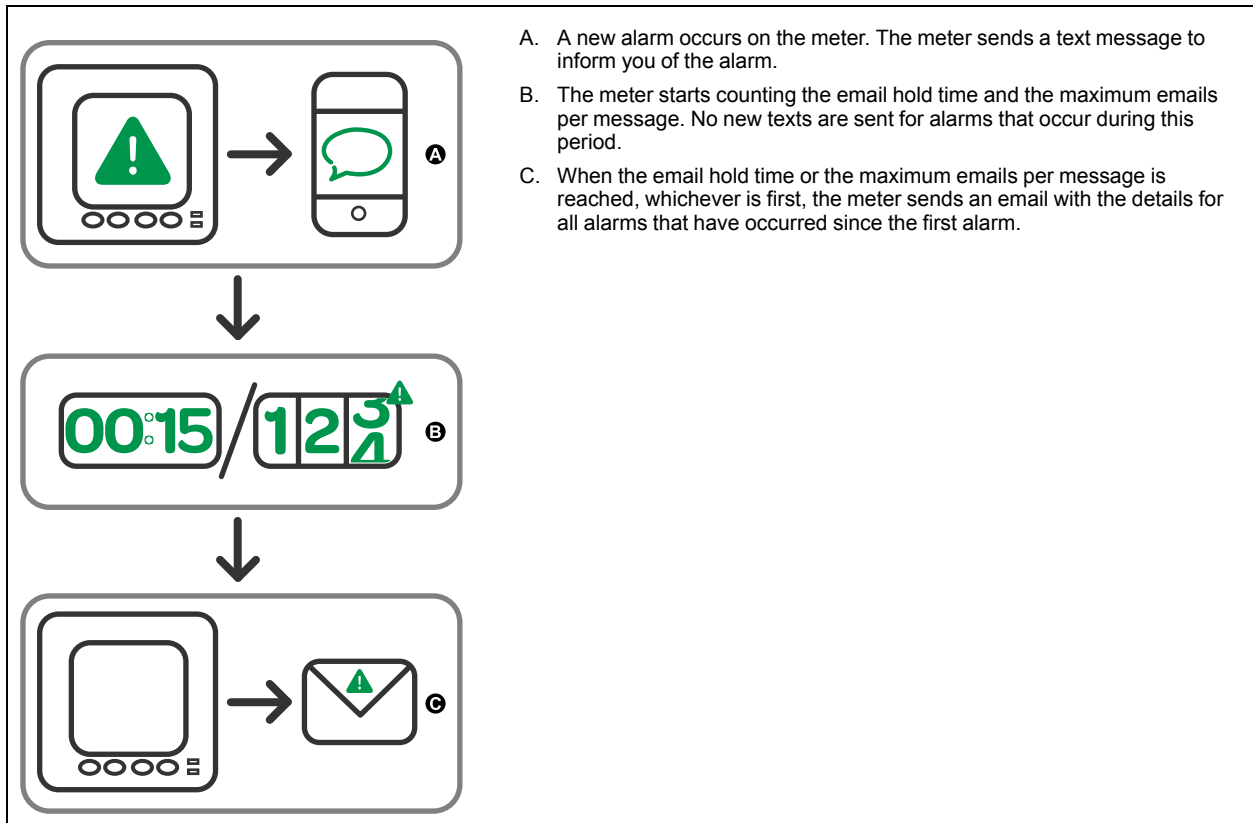 A. A new alarm occurs on the meter. The meter sends a text message to
inform you of the alarm.
B. The meter starts counting the email hold time and the maximum emails
per message. No new texts are sent for alarms that occur during this
period.
C. When the email hold time or the maximum emails per message is
reached, whichever is first, the meter sends an email with the details for
all alarms that have occurred since the first alarm.
!
A
00:15/123
4
!
B
!
C